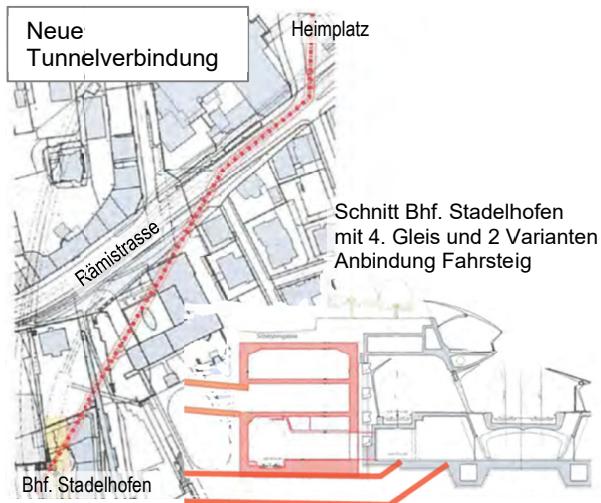 Neue
Tunnelverbindung
Heimplatz
Rämistrasse
Schnitt Bhf. Stadelhofen
mit 4. Gleis und 2 Varianten
Anbindung Fahrsteig
Bhf. Stadelhofen